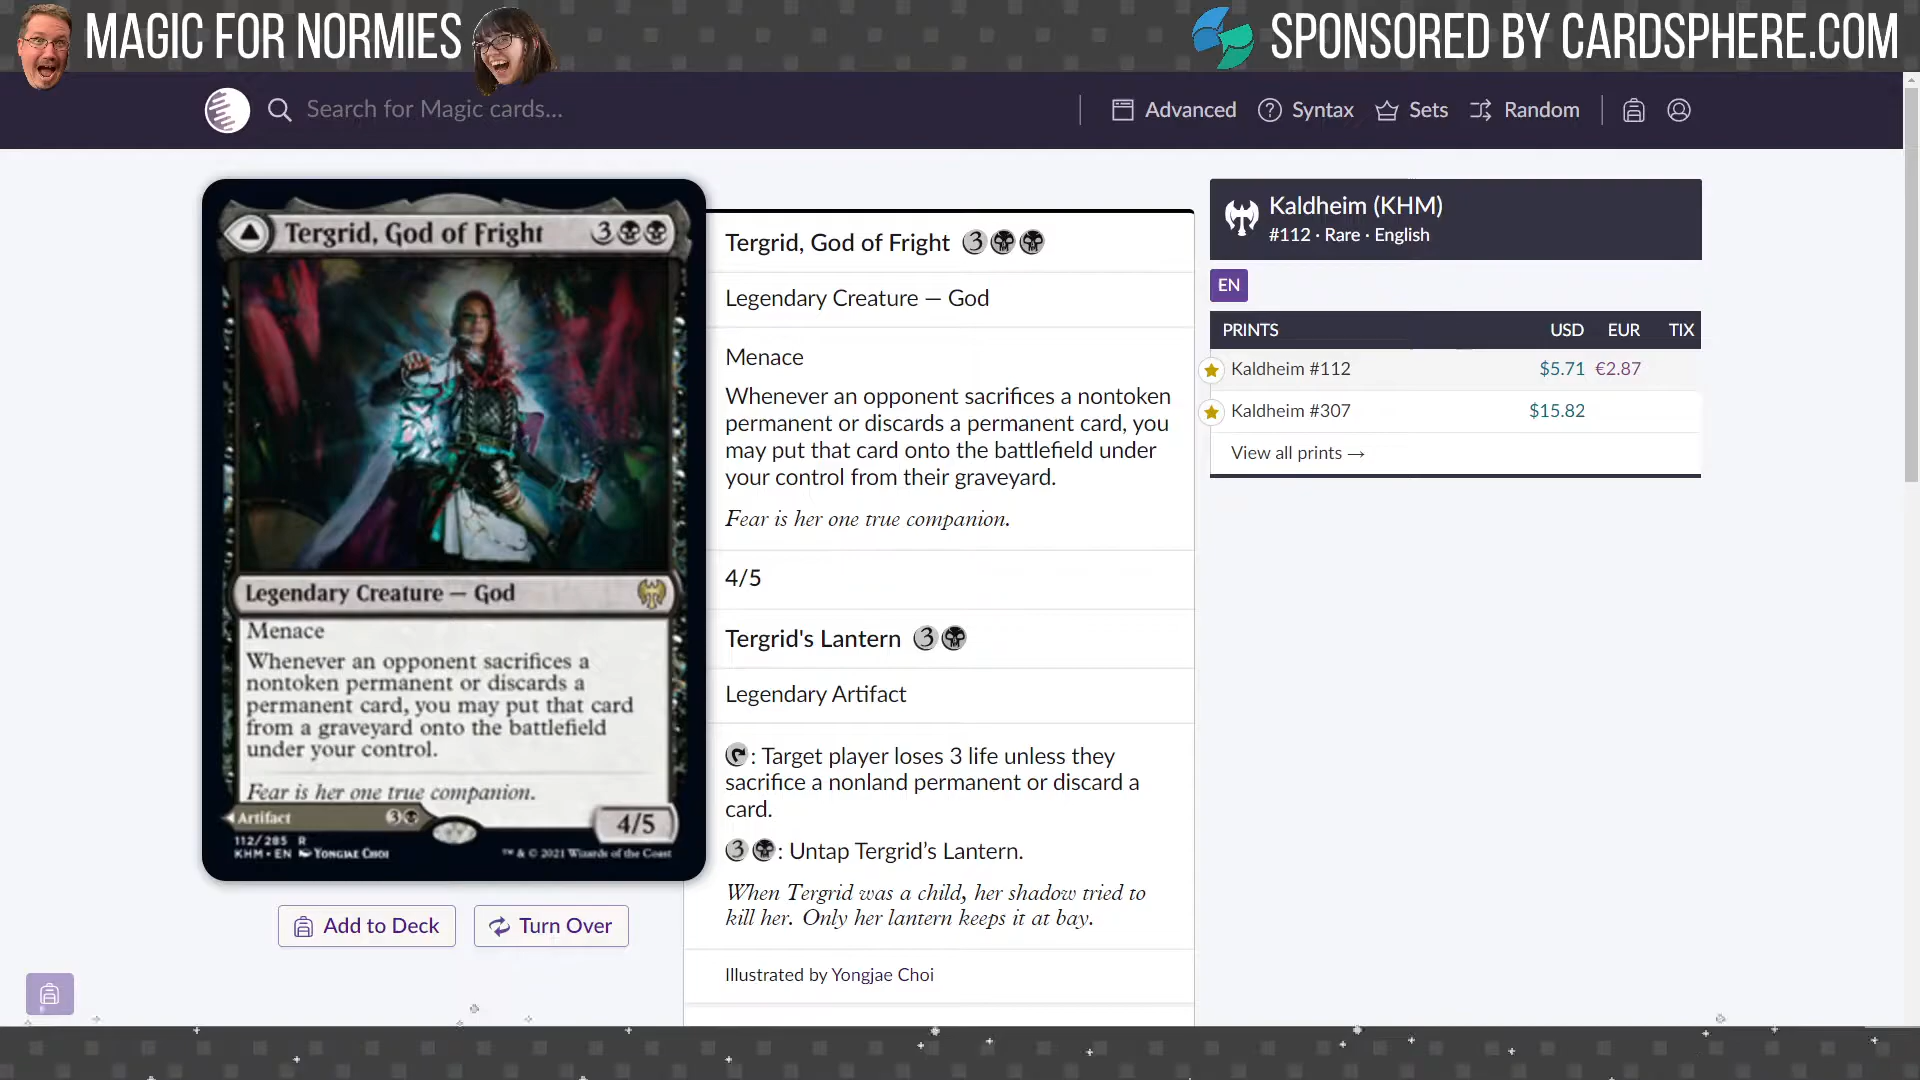 MAGIC FOR NORMIES
SPONSORED BY CARDSPHERE.COM
Search for Magic cards...
Advanced
Syntax
Sets
Random
Tergrid, God of Fright 3
Legendary Creature — God
Menace
Whenever an opponent sacrifices a
nontoken permanent or discards a
permanent card, you may put that card
from a graveyard onto the battlefield
under your control.
Fear is her one true companion.
Artifact 3
4/5
112/285 R
KHM • EN YONGJAE CHOI
™ & © 2021 Wizards of the Coast
Add to Deck
Turn Over
Tergrid, God of Fright 3
Legendary Creature — God
Menace
Whenever an opponent sacrifices a nontoken
permanent or discards a permanent card, you
may put that card onto the battlefield under
your control from their graveyard.
Fear is her one true companion.
4/5
Tergrid's Lantern 3
Legendary Artifact
: Target player loses 3 life unless they
sacrifice a nonland permanent or discard a
card.
3 : Untap Tergrid’s Lantern.
When Tergrid was a child, her shadow tried to
kill her. Only her lantern keeps it at bay.
Illustrated by Yongjae Choi
Kaldheim (KHM)
#112 · Rare · English
EN
PRINTS USD EUR TIX
Kaldheim #112 $5.71 €2.87
Kaldheim #307 $15.82
View all prints →